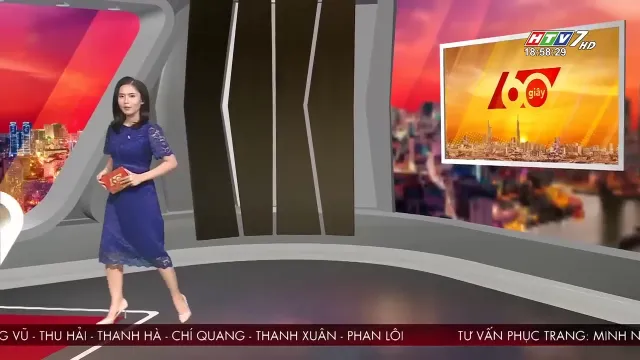 HTV7 HD
18:58:29
60 giây
G VŨ - THU HẢI - THANH HÀ - CHÍ QUANG - THANH XUÂN - PHAN LÔI TƯ VẤN PHỤC TRANG: MINH N